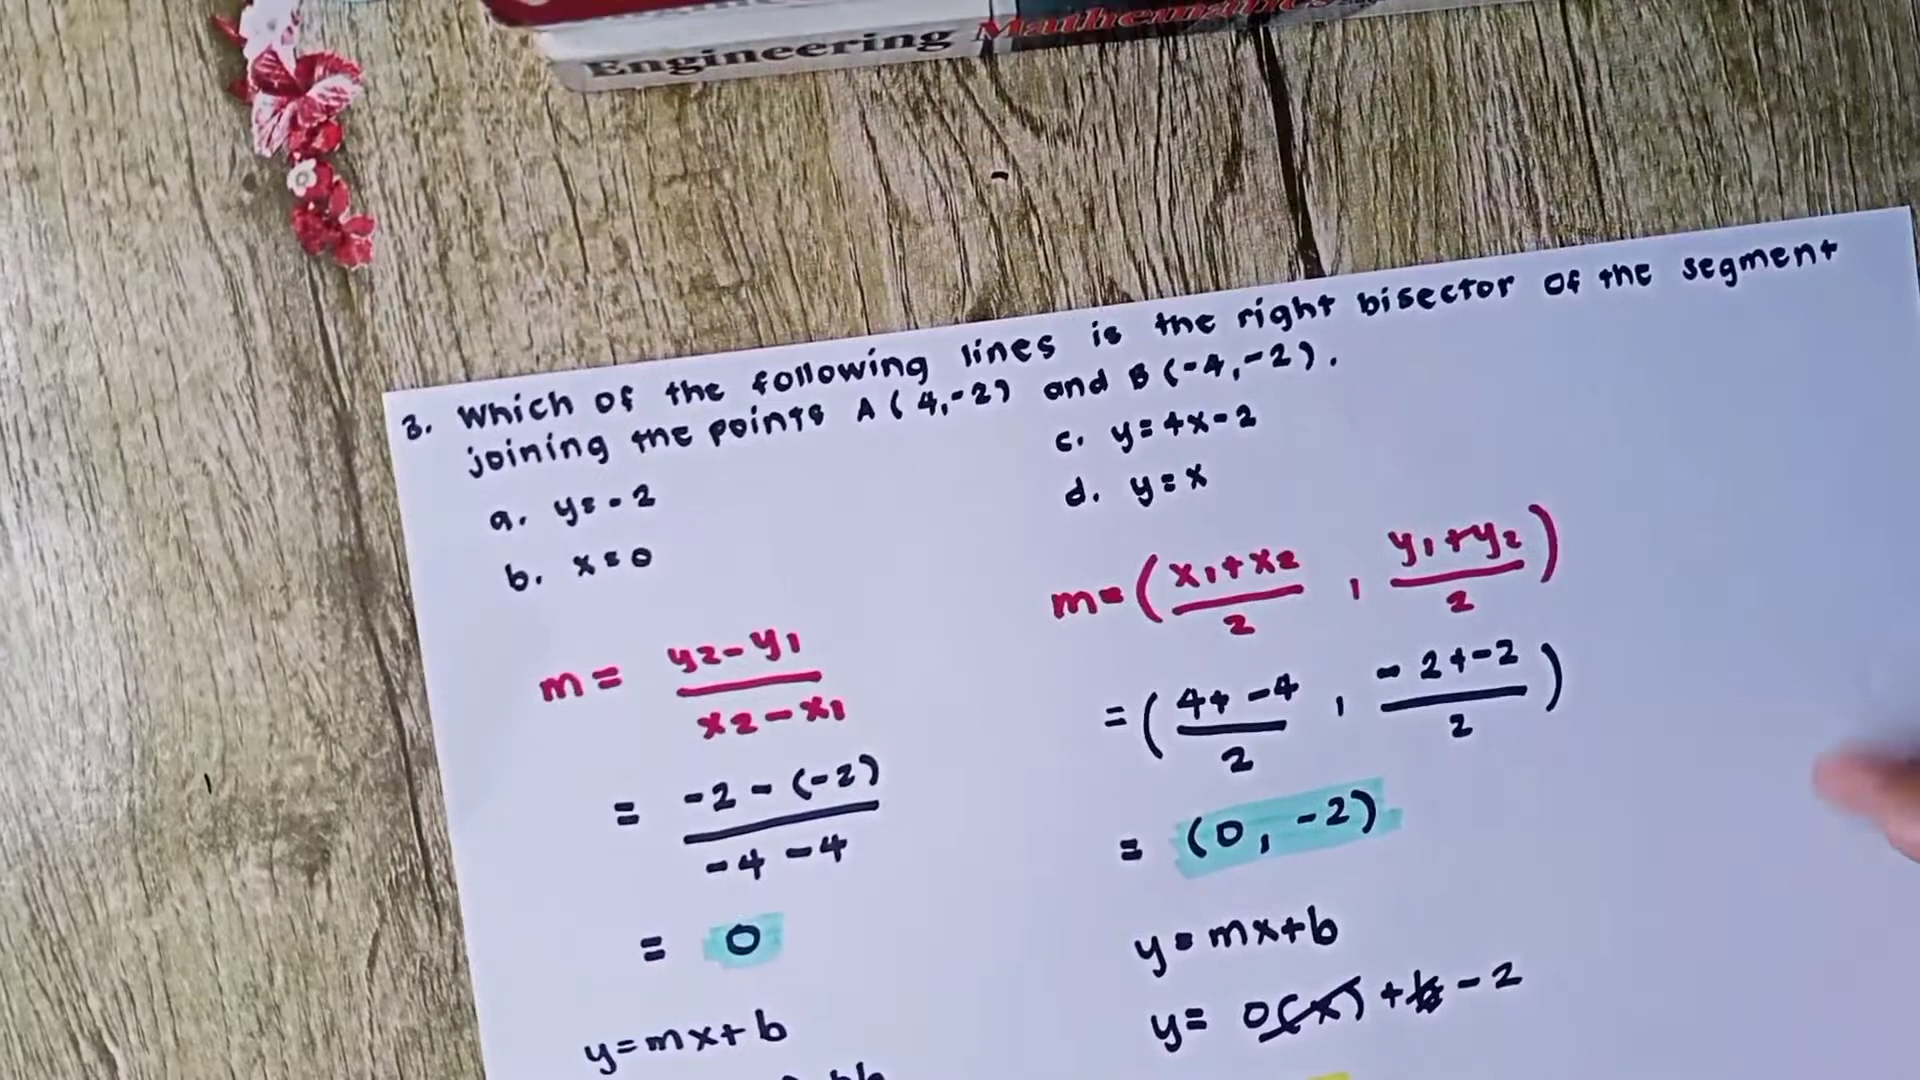 Engineering Mathematics
3. Which of the following lines is the right bisector of the segment
joining the points A(4,-2) and B(-4,-2).
a. y=-2
b. x=0
c. y=4x-2
d. y=x
m= y2-y1
x2-x1
= -2-(-2)
-4-4
= 0
y=mx+b
m=(x1+x2 , y1+y2)
2 2
=(4+-4 , -2+-2)
2 2
= (0,-2)
y=mx+b
y= 0(x)+b-2